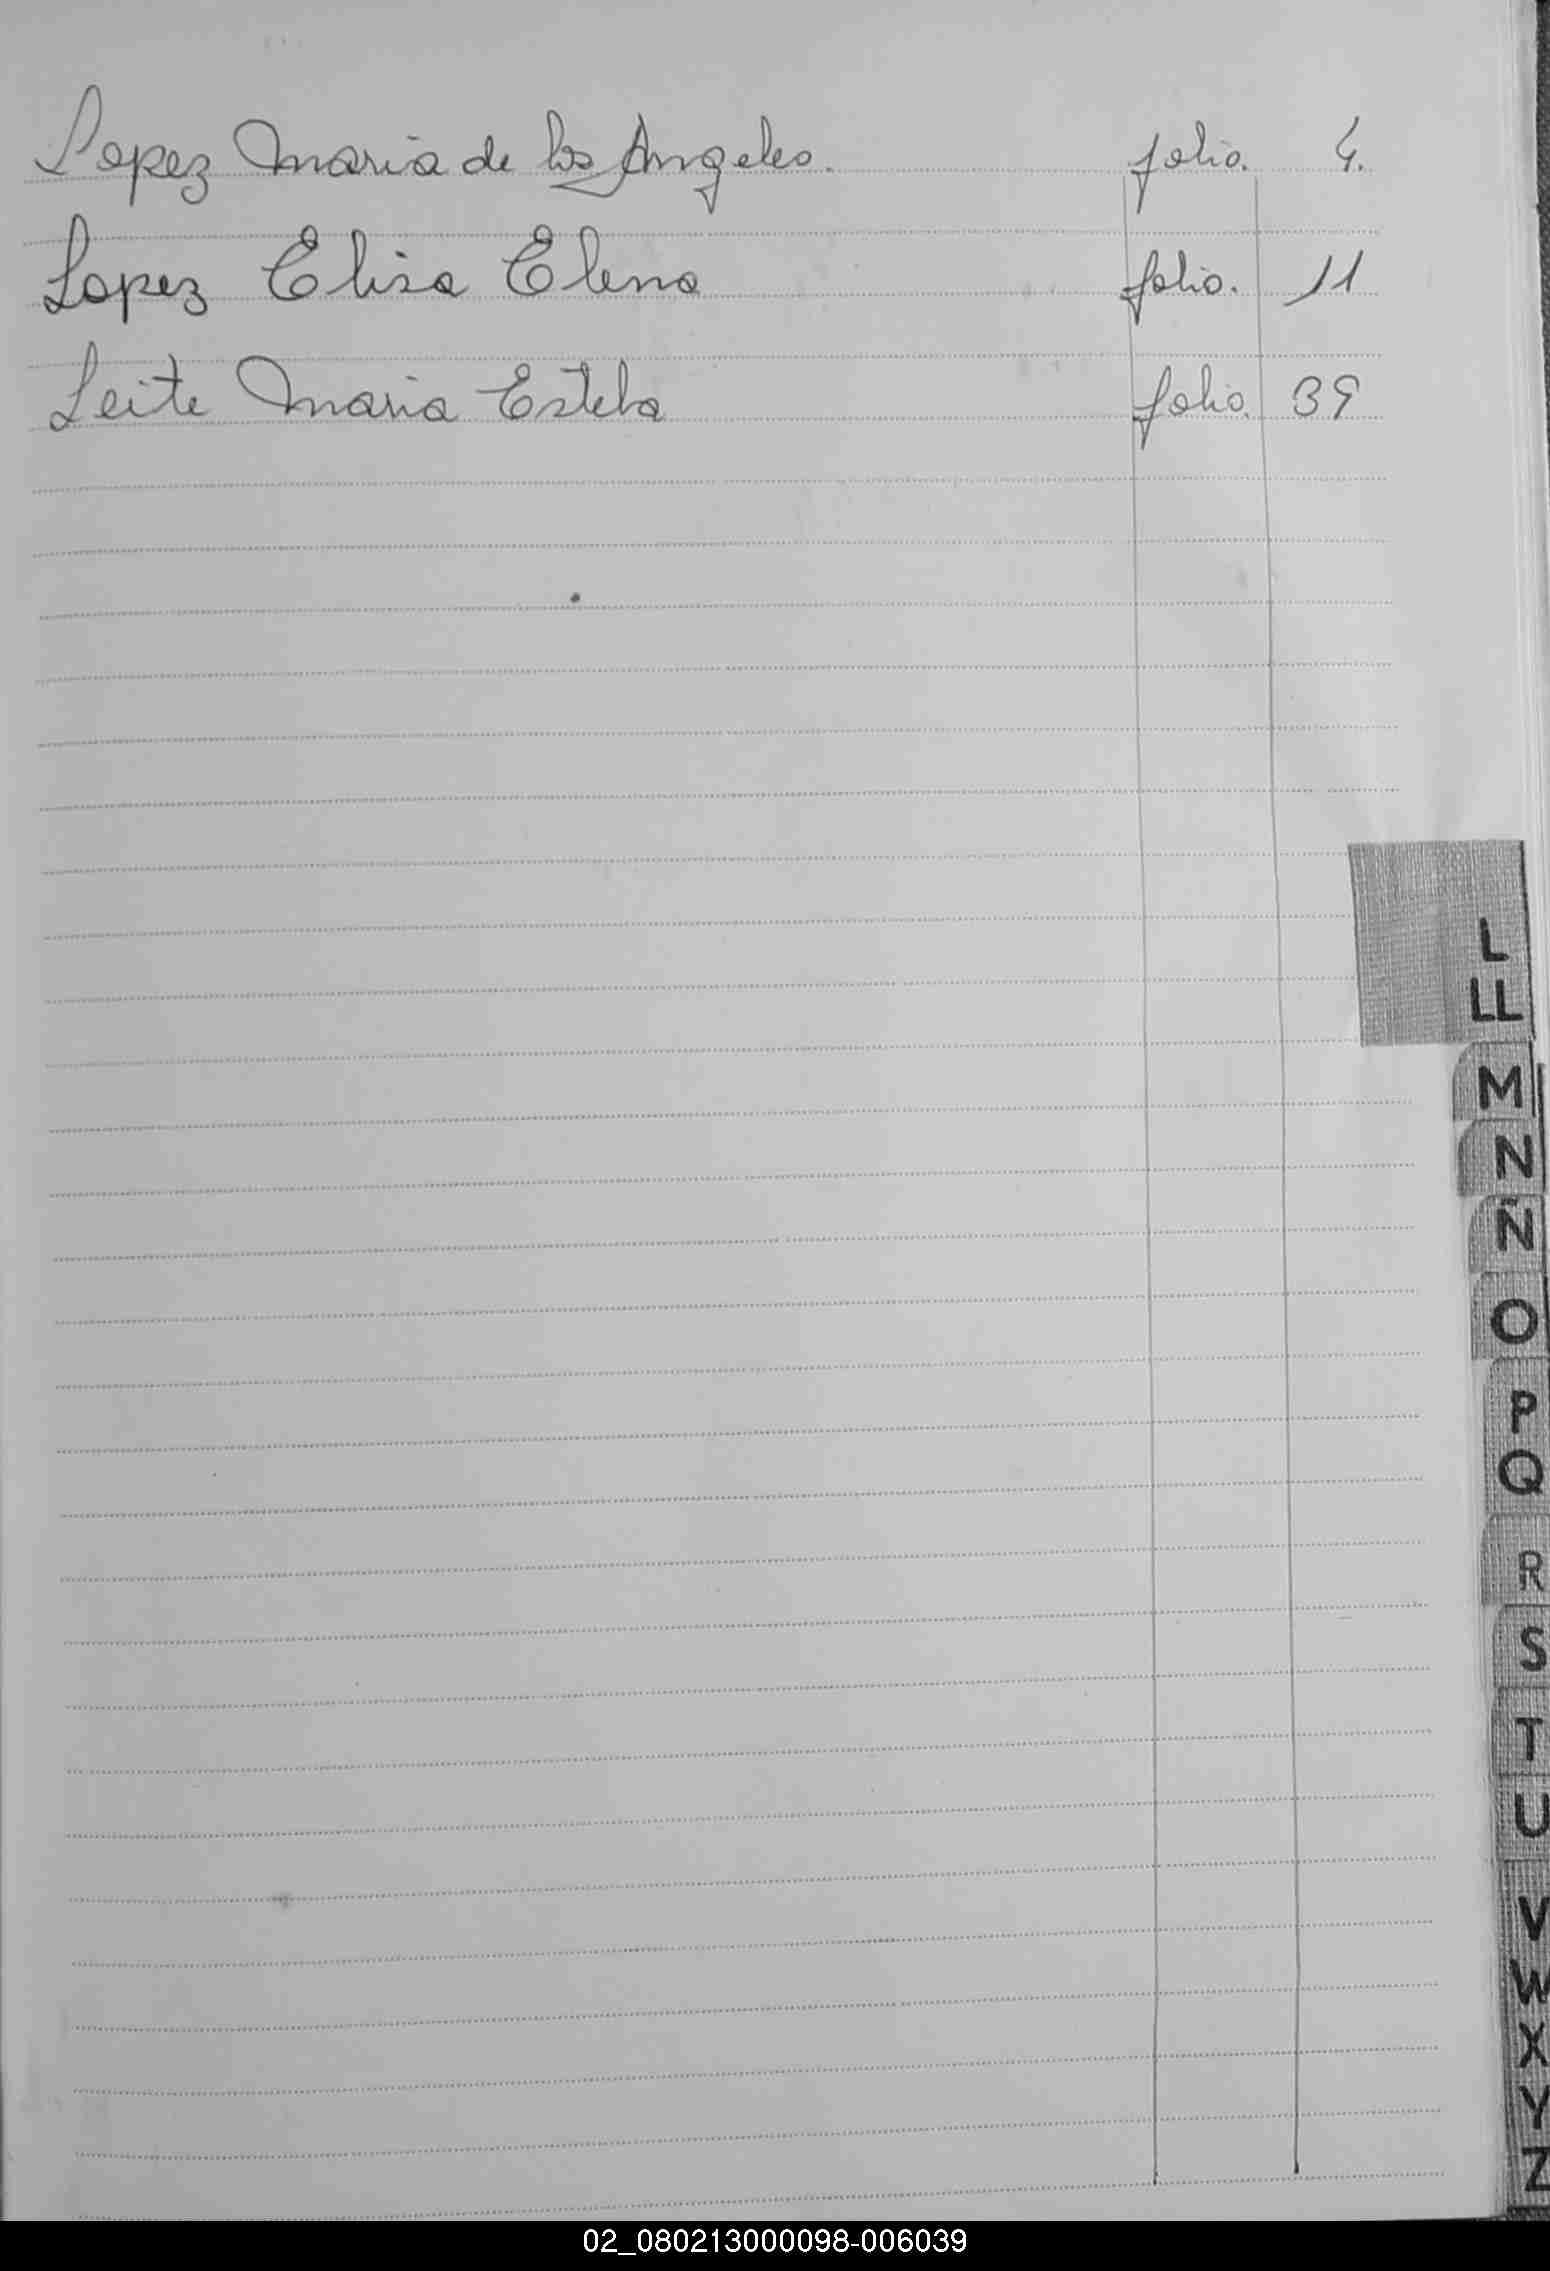 Lopez Maria de los Angeles. folio. 4.
Lopez Elisa Elena folio. 11
Leite Maria Estela folio. 39
L
LL
M
N
Ñ
O
P
Q
R
S
T
U
V
W
X
Y
Z
02_080213000098-006039